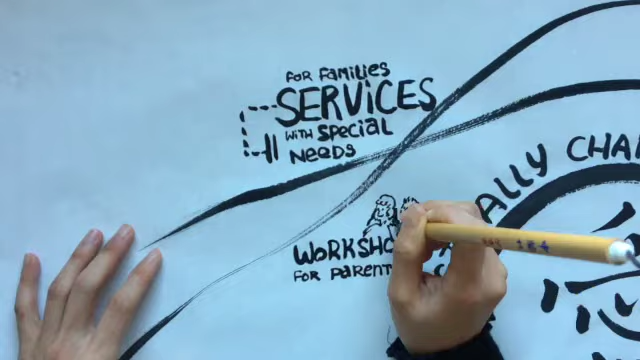 FOR FAMILIES
SERVICES
WITH SPECIAL
NEEDS
ALLY CHA
WORKSHO
FOR PARENT